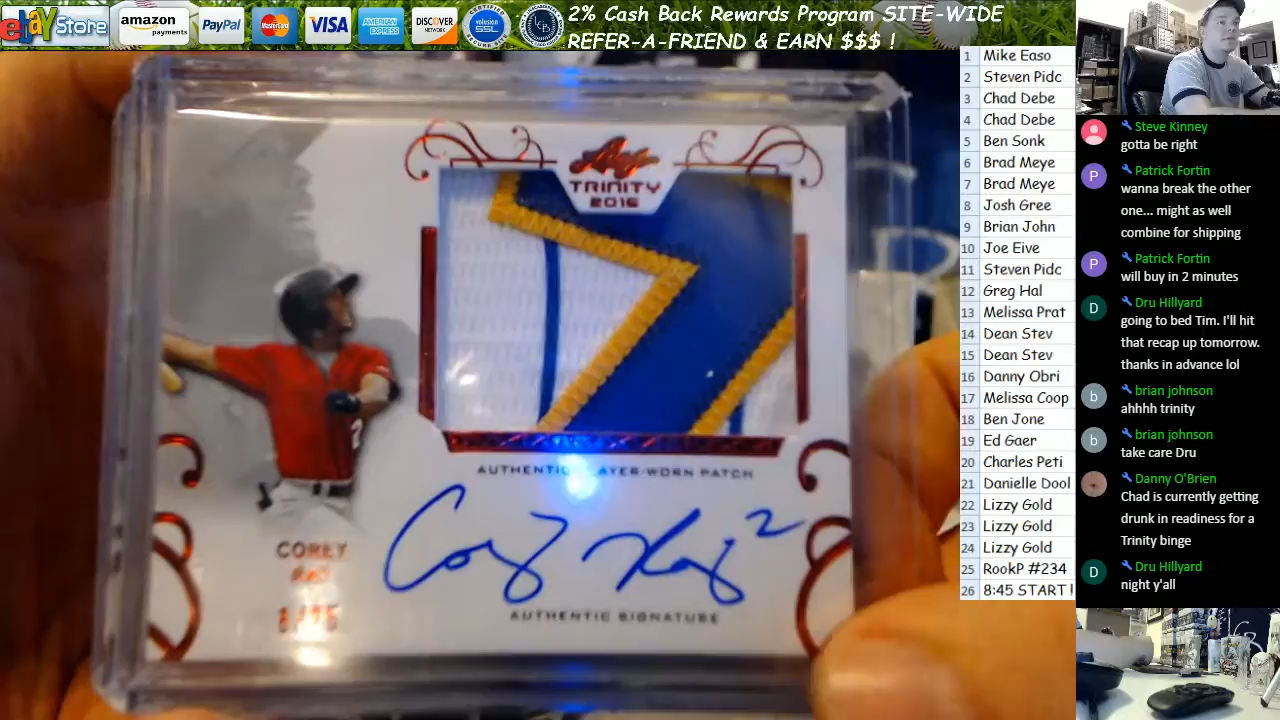 ebay Store
amazon
payments
PayPal
MasterCard
VISA
AMERICAN EXPRESS
DISCOVER
NETWORK
volusion
SSL
2% Cash Back Rewards Program SITE-WIDE
REFER-A-FRIEND & EARN $$$ !
1 Mike Easo
2 Steven Pidc
3 Chad Debe
4 Chad Debe
5 Ben Sonk
6 Brad Meye
7 Brad Meye
8 Josh Gree
9 Brian John
10 Joe Eive
11 Steven Pidc
12 Greg Hal
13 Melissa Prat
14 Dean Stev
15 Dean Stev
16 Danny Obri
17 Melissa Coop
18 Ben Jone
19 Ed Gaer
20 Charles Peti
21 Danielle Dool
22 Lizzy Gold
23 Lizzy Gold
24 Lizzy Gold
25 RookP #234
26 8:45 START !
Steve Kinney
gotta be right
P
Patrick Fortin
wanna break the other
one... might as well
combine for shipping
P
Patrick Fortin
will buy in 2 minutes
D
Dru Hillyard
going to bed Tim. I'll hit
that recap up tomorrow.
thanks in advance lol
b
brian johnson
ahhhh trinity
b
brian johnson
take care Dru
Danny O'Brien
Chad is currently getting
drunk in readiness for a
Trinity binge
D
Dru Hillyard
night y'all
TRINITY
2016
2
PATCH
COREY
AUTHENTIC SIGNATURE